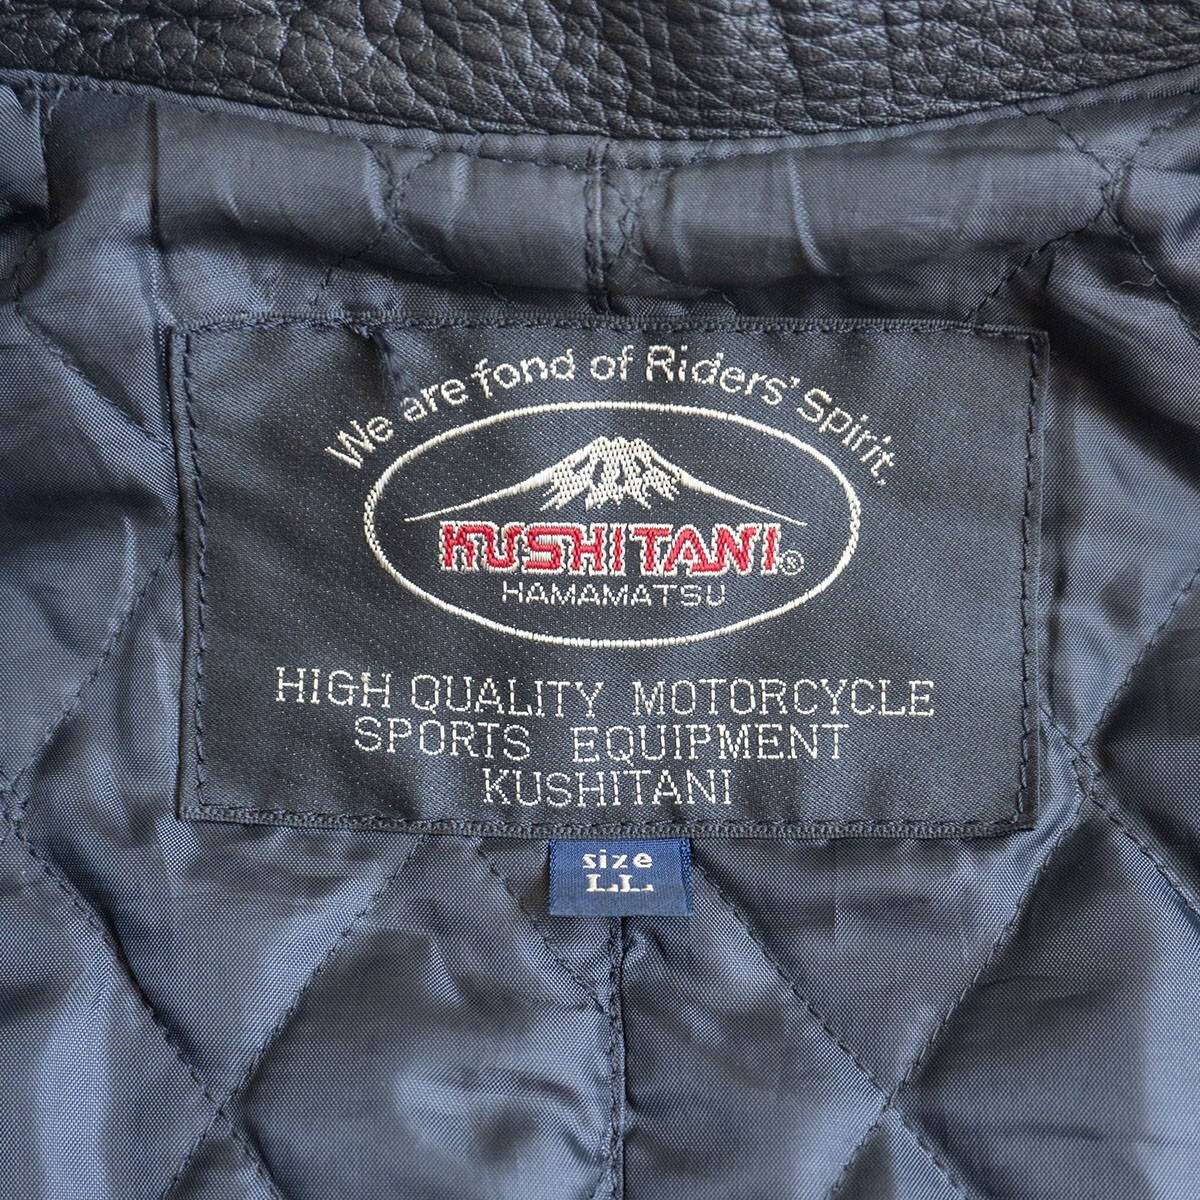 We are fond of Riders' Spirit.
KUSHITANI®
HAMAMATSU
HIGH QUALITY MOTORCYCLE
SPORTS EQUIPMENT
KUSHITANI
size
LL